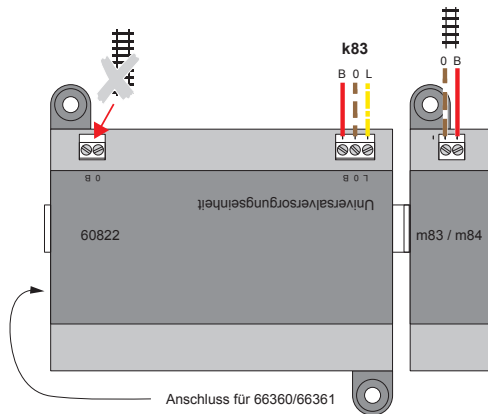 k83
B 0 L
0 B
B 0
B 0 L
Universalversorgungseinheit
60822
m83 / m84
Anschluss für 66360/66361